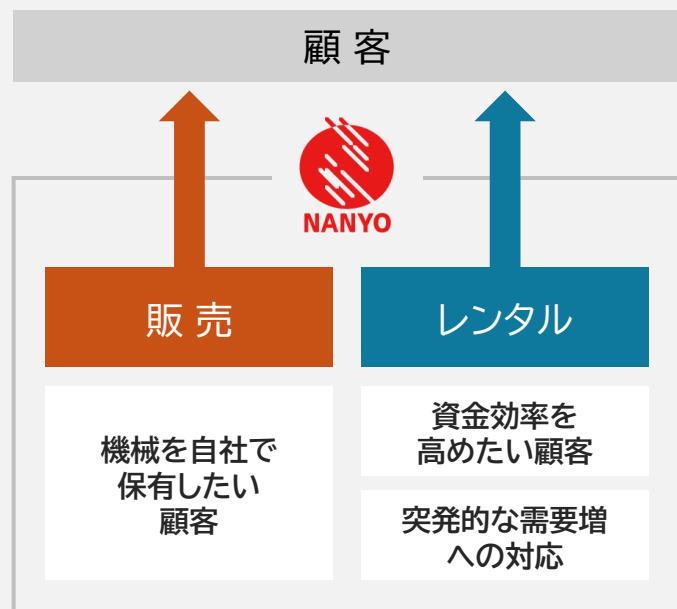 顧 客
NANYO
販 売
レンタル
機械を自社で
保有したい
顧客
資金効率を
高めたい顧客
突発的な需要増
への対応